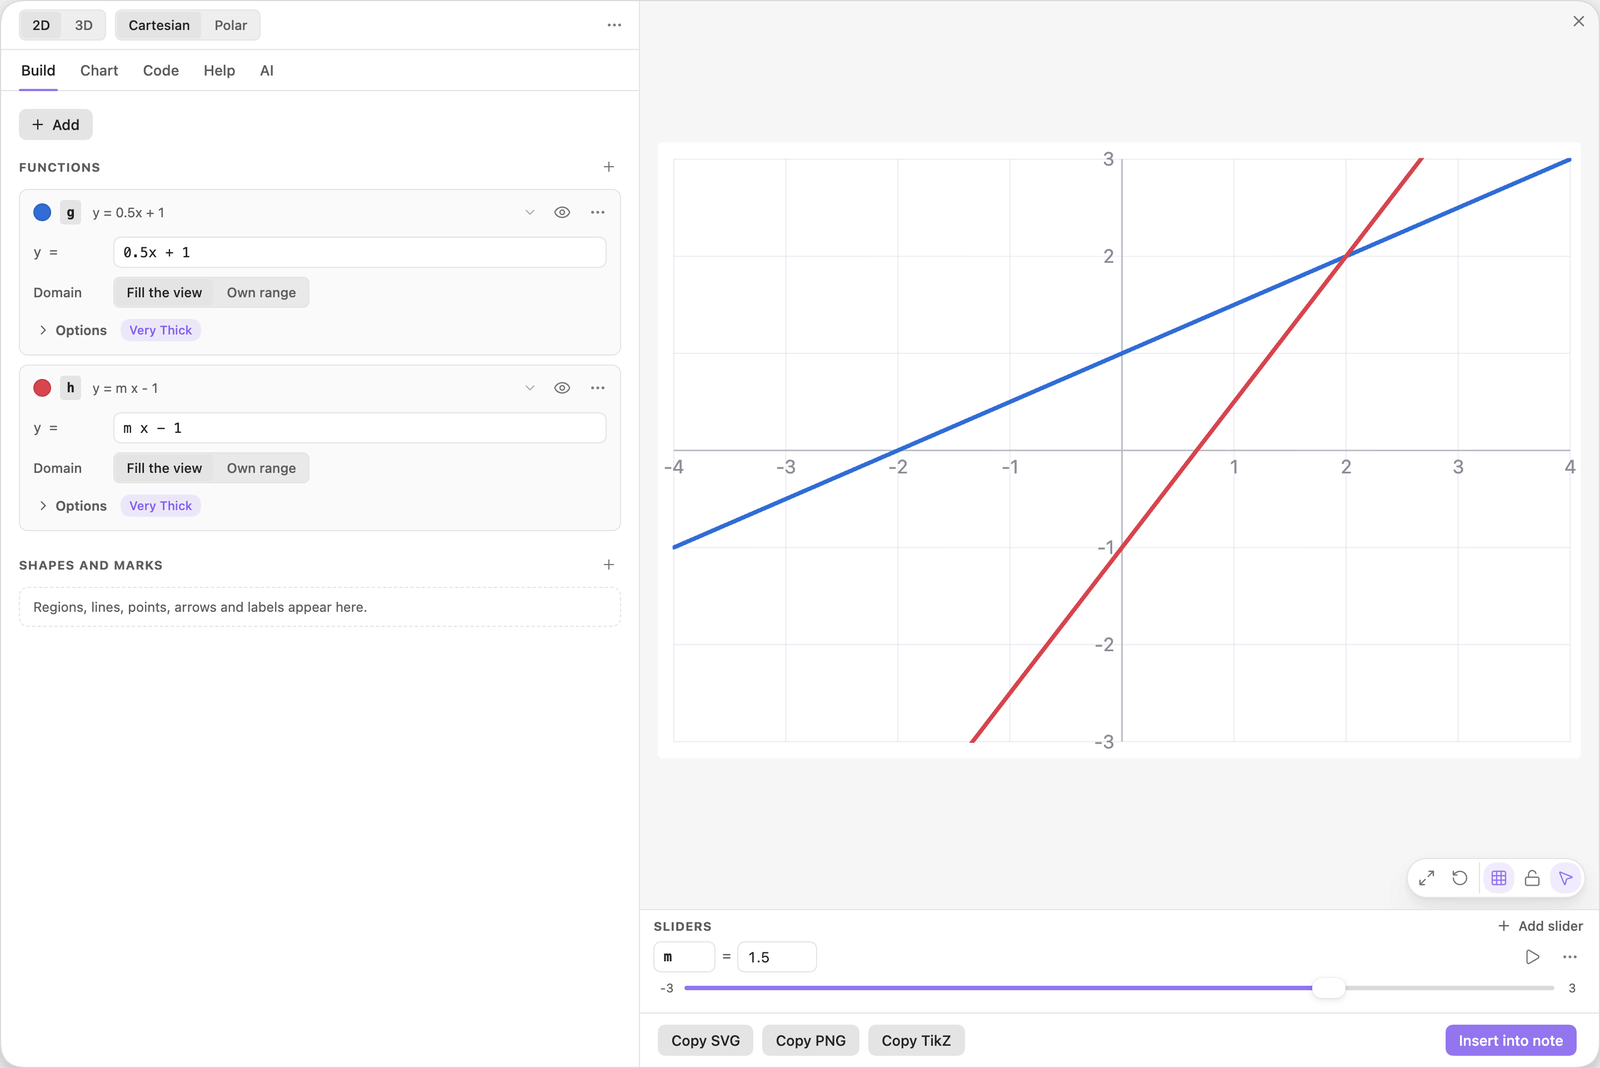 2D 3D Cartesian Polar
Build Chart Code Help AI
+ Add
FUNCTIONS
g y = 0.5x + 1
y = 0.5x + 1
Domain Fill the view Own range
Options Very Thick
h y = m x - 1
y = m x − 1
Domain Fill the view Own range
Options Very Thick
SHAPES AND MARKS
Regions, lines, points, arrows and labels appear here.
3
2
-4 -3 -2 -1 1 2 3 4
-1
-2
-3
SLIDERS + Add slider
m = 1.5
-3 3
Copy SVG Copy PNG Copy TikZ Insert into note